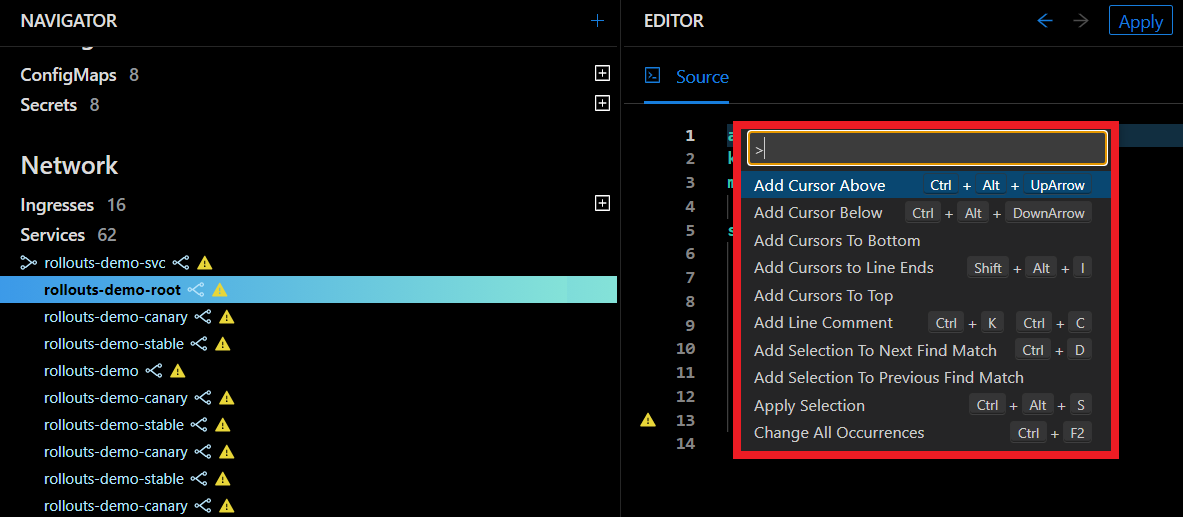 NAVIGATOR
ConfigMaps 8
Secrets 8
Network
Ingresses 16
Services 62
rollouts-demo-svc
rollouts-demo-root
rollouts-demo-canary
rollouts-demo-stable
rollouts-demo
rollouts-demo-canary
rollouts-demo-stable
rollouts-demo-canary
rollouts-demo-stable
rollouts-demo-canary
EDITOR
Apply
Source
1
2
3
4
5
6
7
8
9
10
11
12
13
14
>
Add Cursor Above Ctrl + Alt + UpArrow
Add Cursor Below Ctrl + Alt + DownArrow
Add Cursors To Bottom
Add Cursors to Line Ends Shift + Alt + I
Add Cursors To Top
Add Line Comment Ctrl + K Ctrl + C
Add Selection To Next Find Match Ctrl + D
Add Selection To Previous Find Match
Apply Selection Ctrl + Alt + S
Change All Occurrences Ctrl + F2